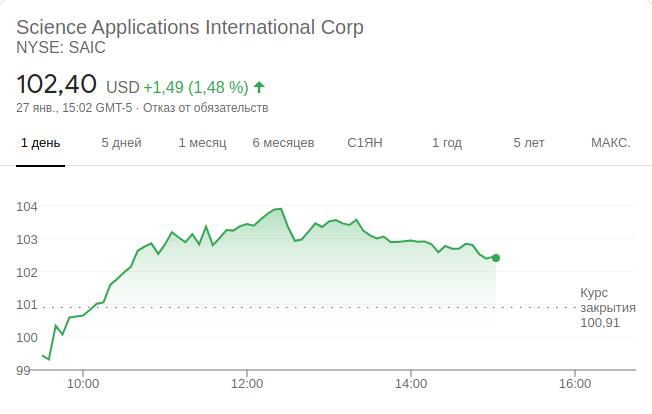 Science Applications International Corp
NYSE: SAIC
102,40 USD +1,49 (1,48 %)
27 янв., 15:02 GMT-5 · Отказ от обязательств
1 день 5 дней 1 месяц 6 месяцев С1ЯН 1 год 5 лет МАКС.
104
103
102
101
100
99
Курс
закрытия
100,91
10:00 12:00 14:00 16:00